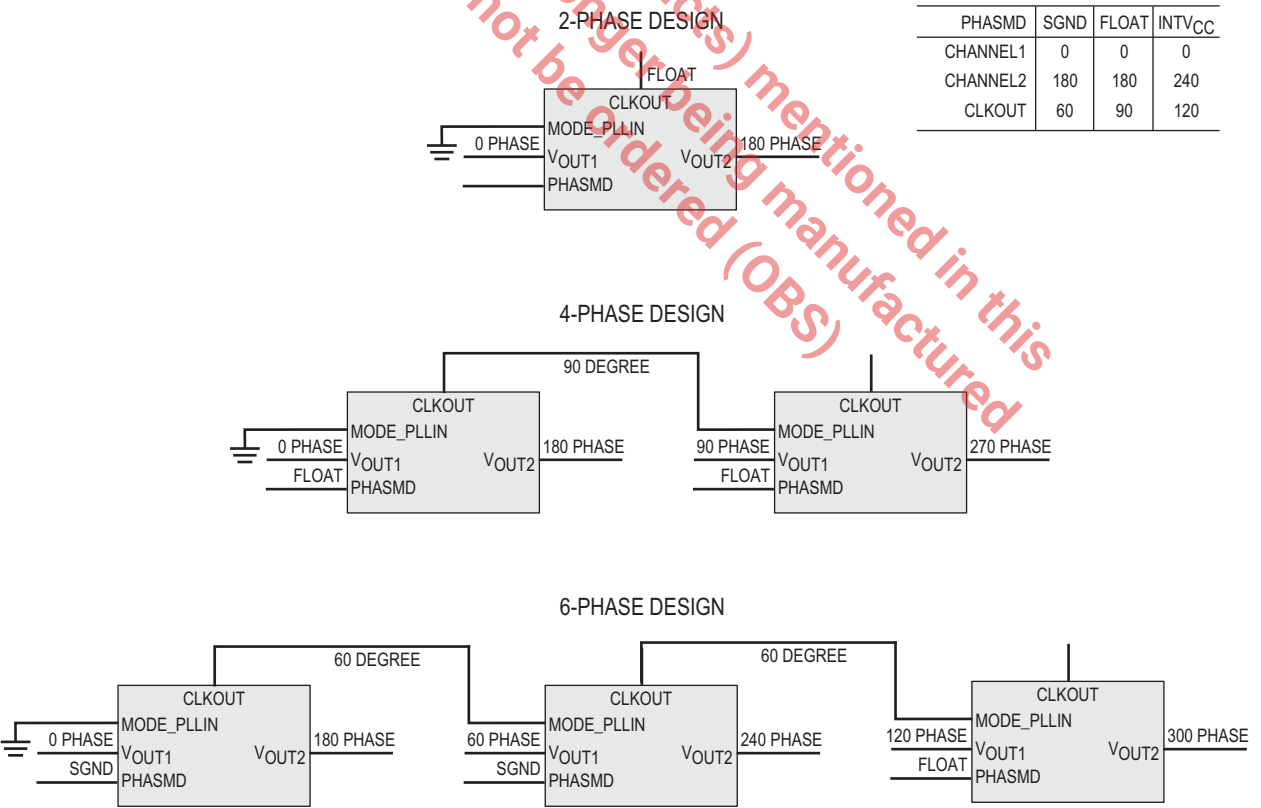 2-PHASE DESIGN
FLOAT
CLKOUT
MODE_PLLIN
0 PHASE
VOUT1
VOUT2
180 PHASE
PHASMD
PHASMD SGND FLOAT INTVCC
CHANNEL1 0 0 0
CHANNEL2 180 180 240
CLKOUT 60 90 120
cts) mentioned in this
onger being manufactured
not be ordered (OBS)
4-PHASE DESIGN
90 DEGREE
CLKOUT
MODE_PLLIN
0 PHASE
VOUT1
VOUT2
180 PHASE
FLOAT
PHASMD
CLKOUT
MODE_PLLIN
90 PHASE
VOUT1
VOUT2
270 PHASE
FLOAT
PHASMD
6-PHASE DESIGN
60 DEGREE
60 DEGREE
CLKOUT
MODE_PLLIN
0 PHASE
VOUT1
VOUT2
180 PHASE
SGND
PHASMD
CLKOUT
MODE_PLLIN
60 PHASE
VOUT1
VOUT2
240 PHASE
SGND
PHASMD
CLKOUT
MODE_PLLIN
120 PHASE
VOUT1
VOUT2
300 PHASE
FLOAT
PHASMD